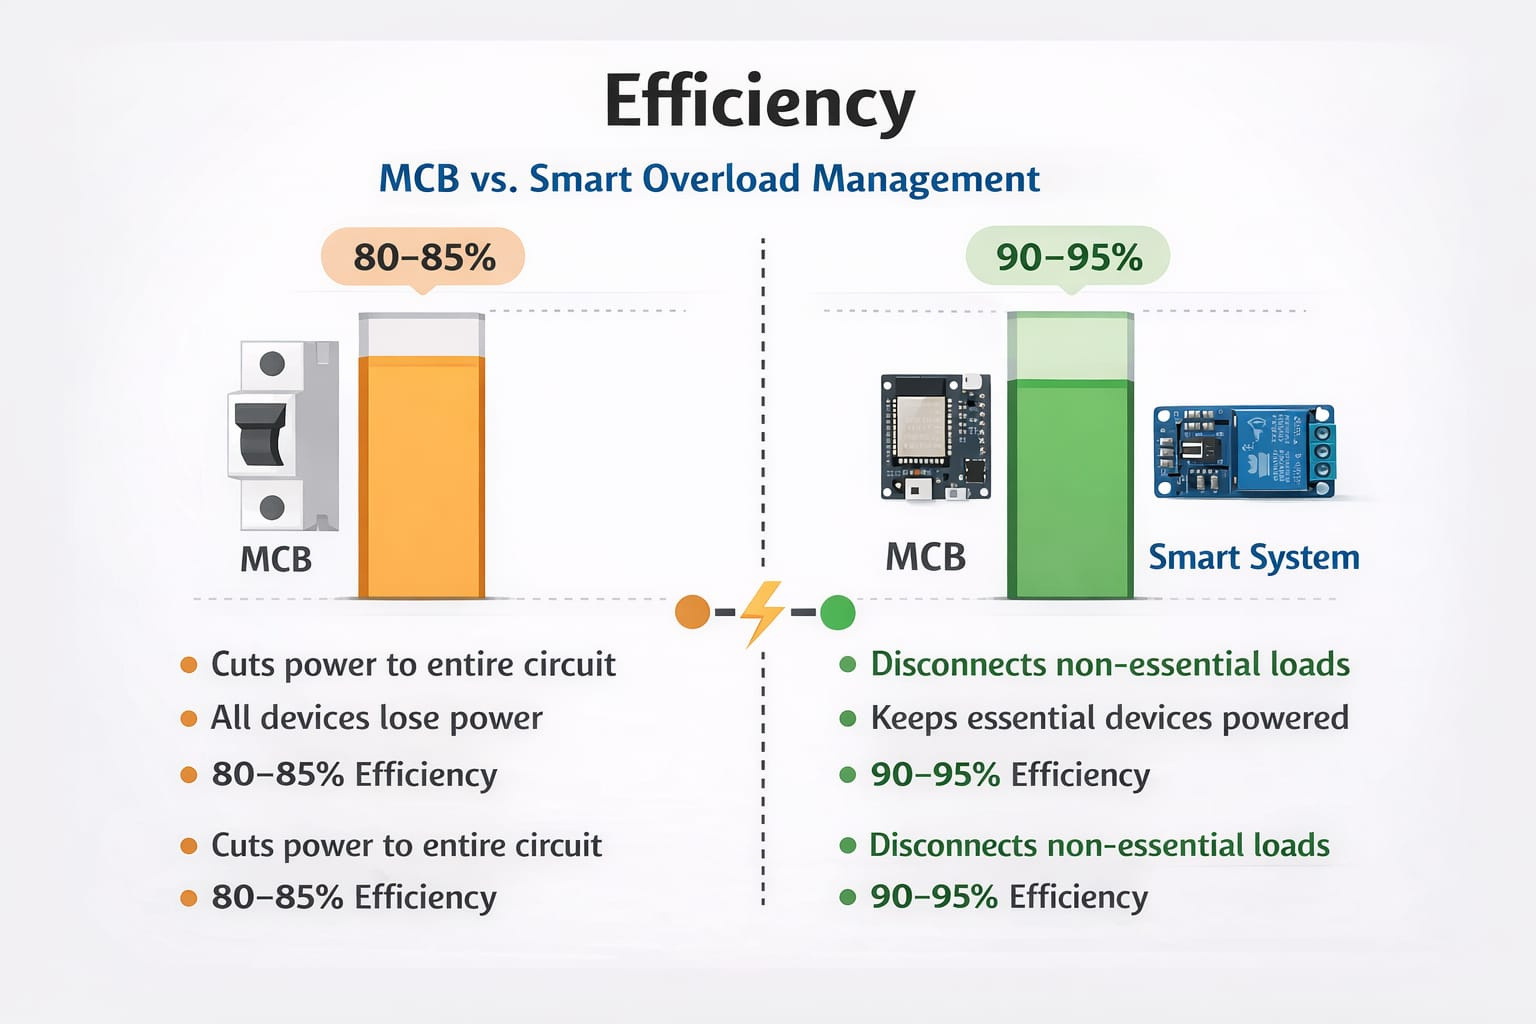 Efficiency
MCB vs. Smart Overload Management
80–85%
90–95%
MCB
MCB
Smart System
Cuts power to entire circuit
All devices lose power
80–85% Efficiency
Cuts power to entire circuit
80–85% Efficiency
Disconnects non-essential loads
Keeps essential devices powered
90–95% Efficiency
Disconnects non-essential loads
90–95% Efficiency